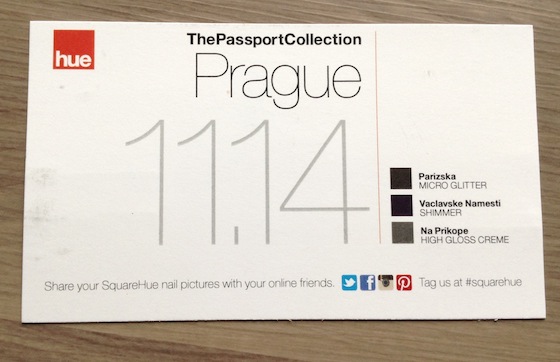 hue
ThePassportCollection
Prague
11.14
Parizska
MICRO GLITTER
Vaclavske Namesti
SHIMMER
Na Prikope
HIGH GLOSS CREME
Share your SquareHue nail pictures with your online friends. Tag us at #squarehue